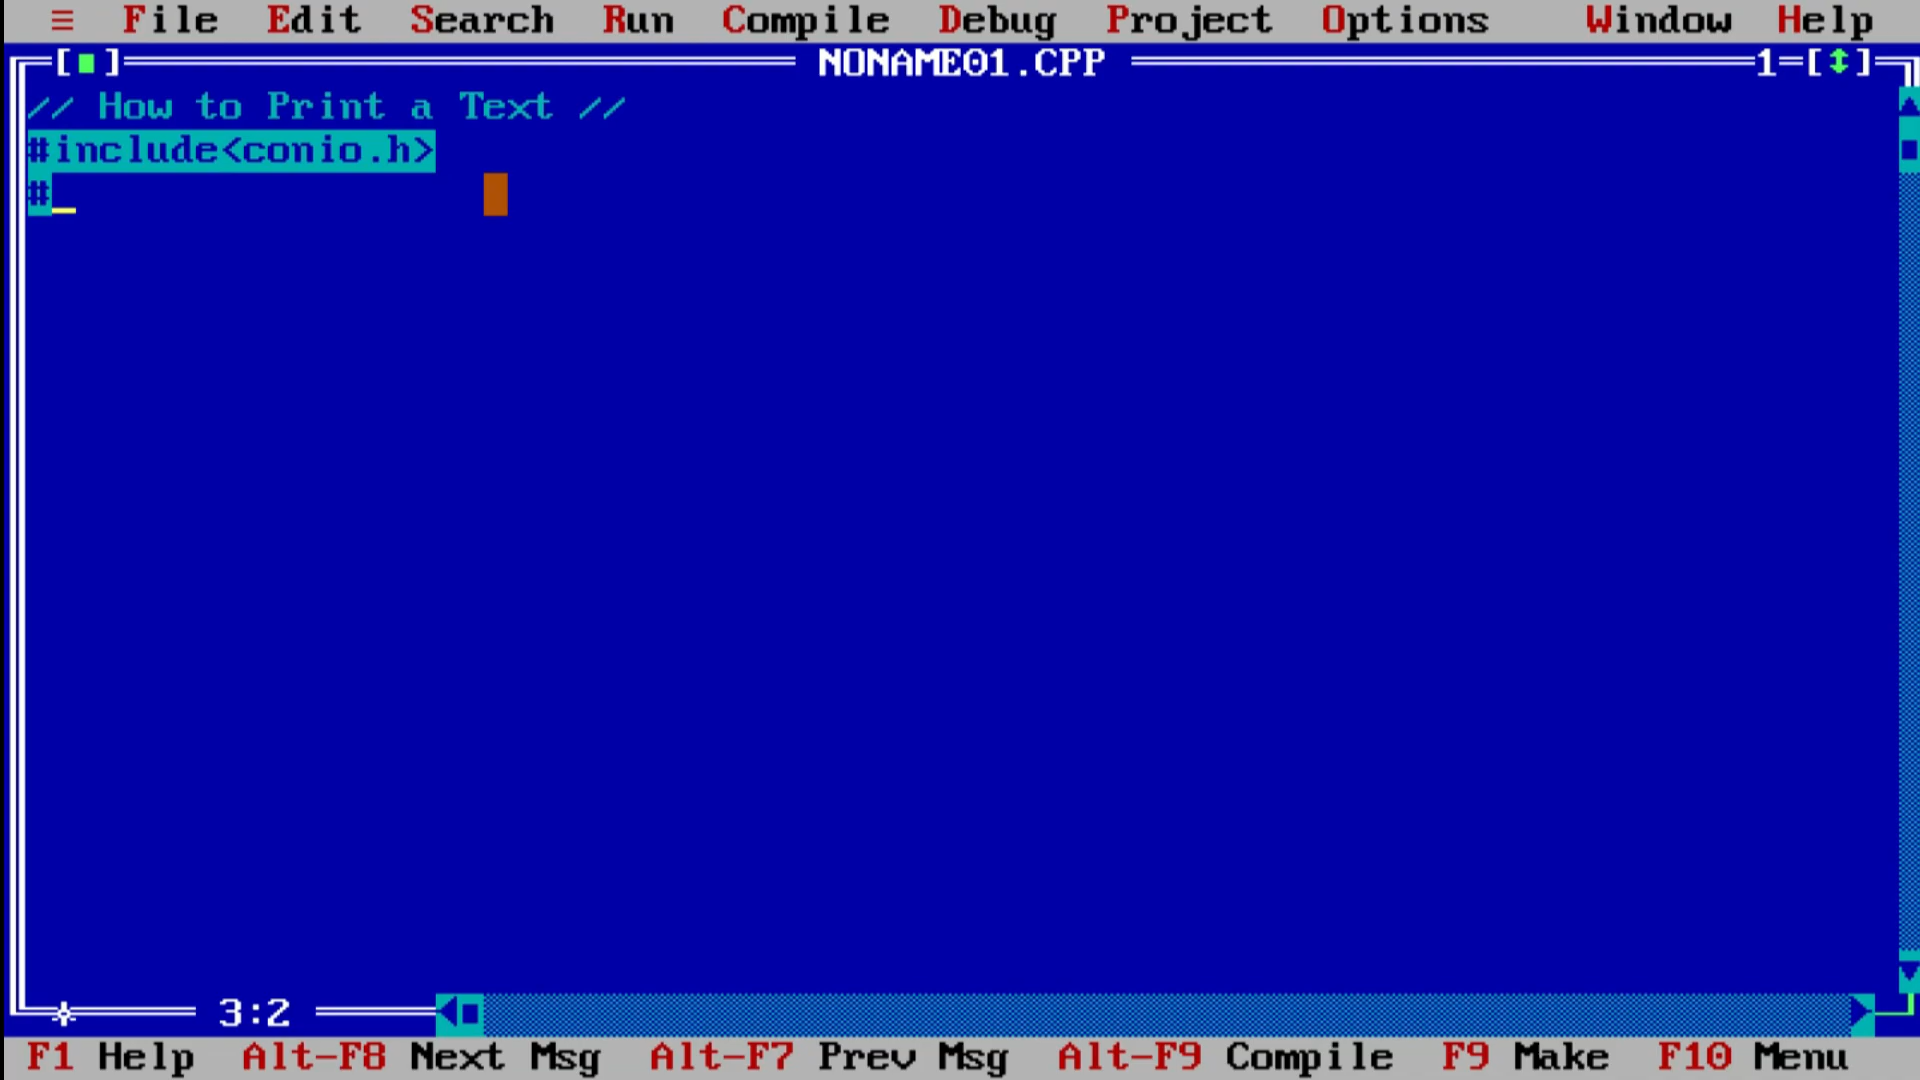 ≡ File Edit Search Run Compile Debug Project Options Window Help
[■] NONAME01.CPP 1=[↕]
// How to Print a Text //
#include<conio.h>
#_
3:2
F1 Help Alt-F8 Next Msg Alt-F7 Prev Msg Alt-F9 Compile F9 Make F10 Menu